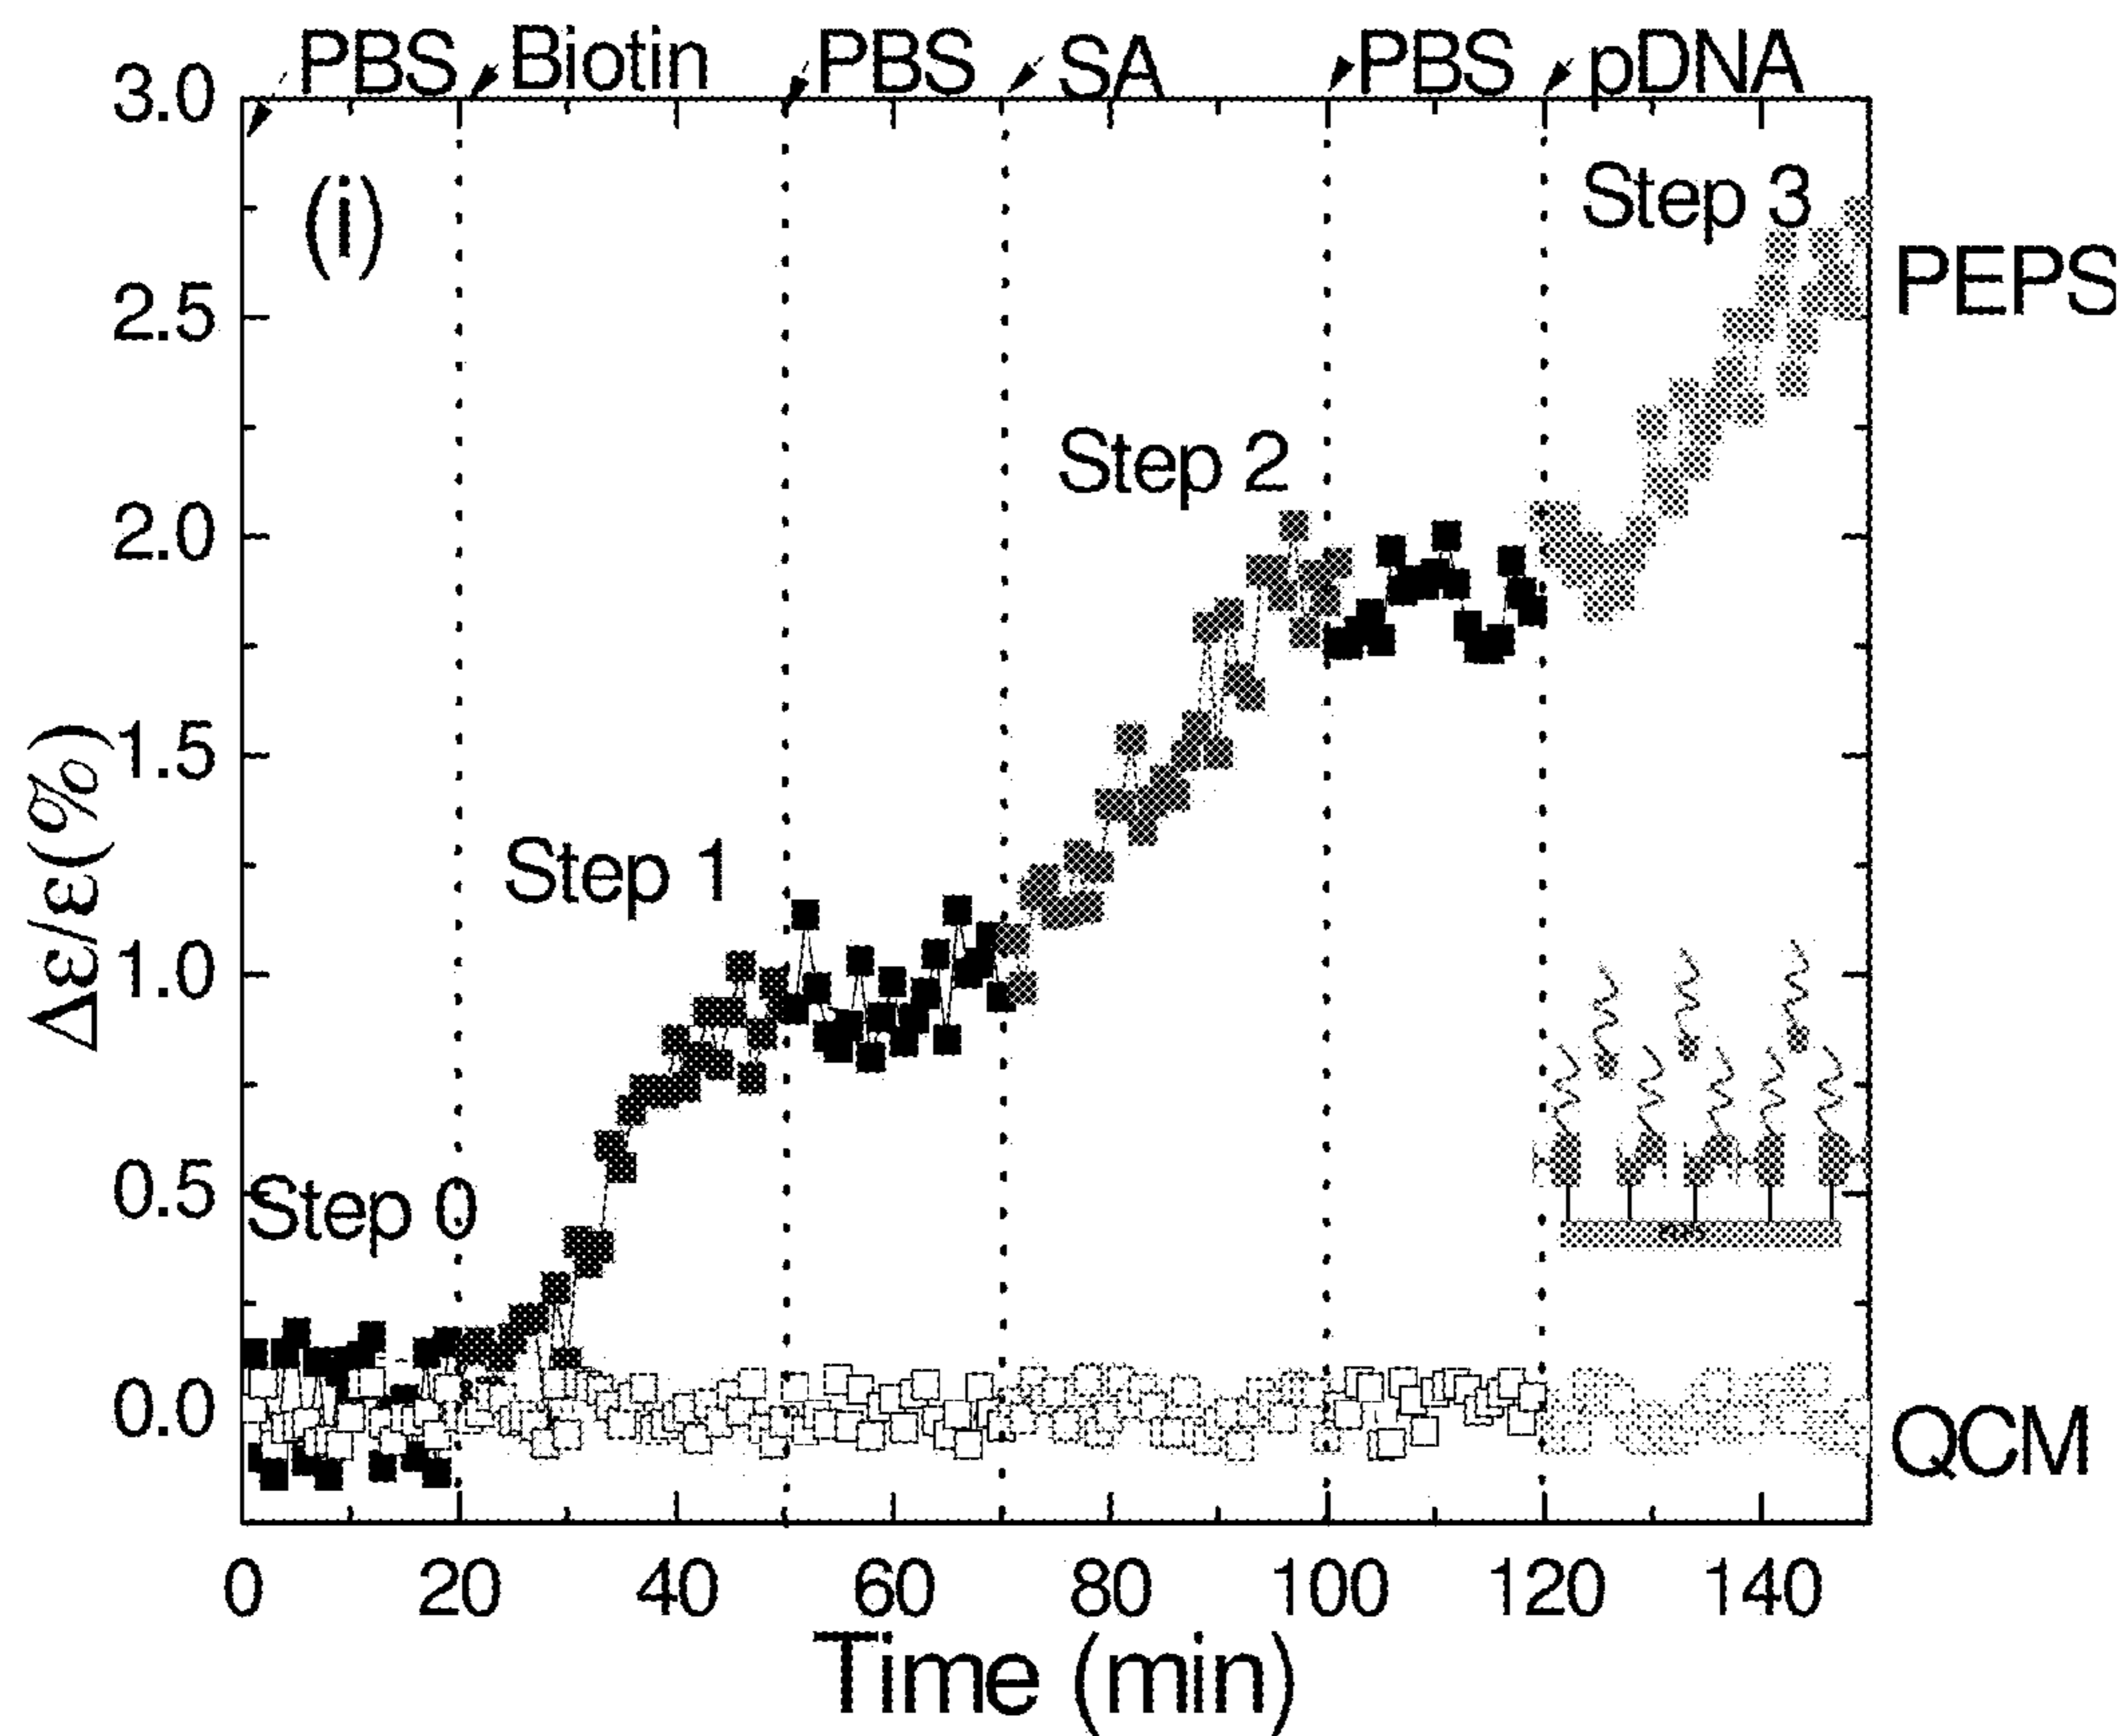 PBS Biotin PBS SA PBS pDNA
3.0
(i)
Step 3
PEPS
2.5
Step 2
2.0
1.5
Step 1
1.0
0.5
Step 0
0.0
QCM
Δε/ε(%)
0 20 40 60 80 100 120 140
Time (min)